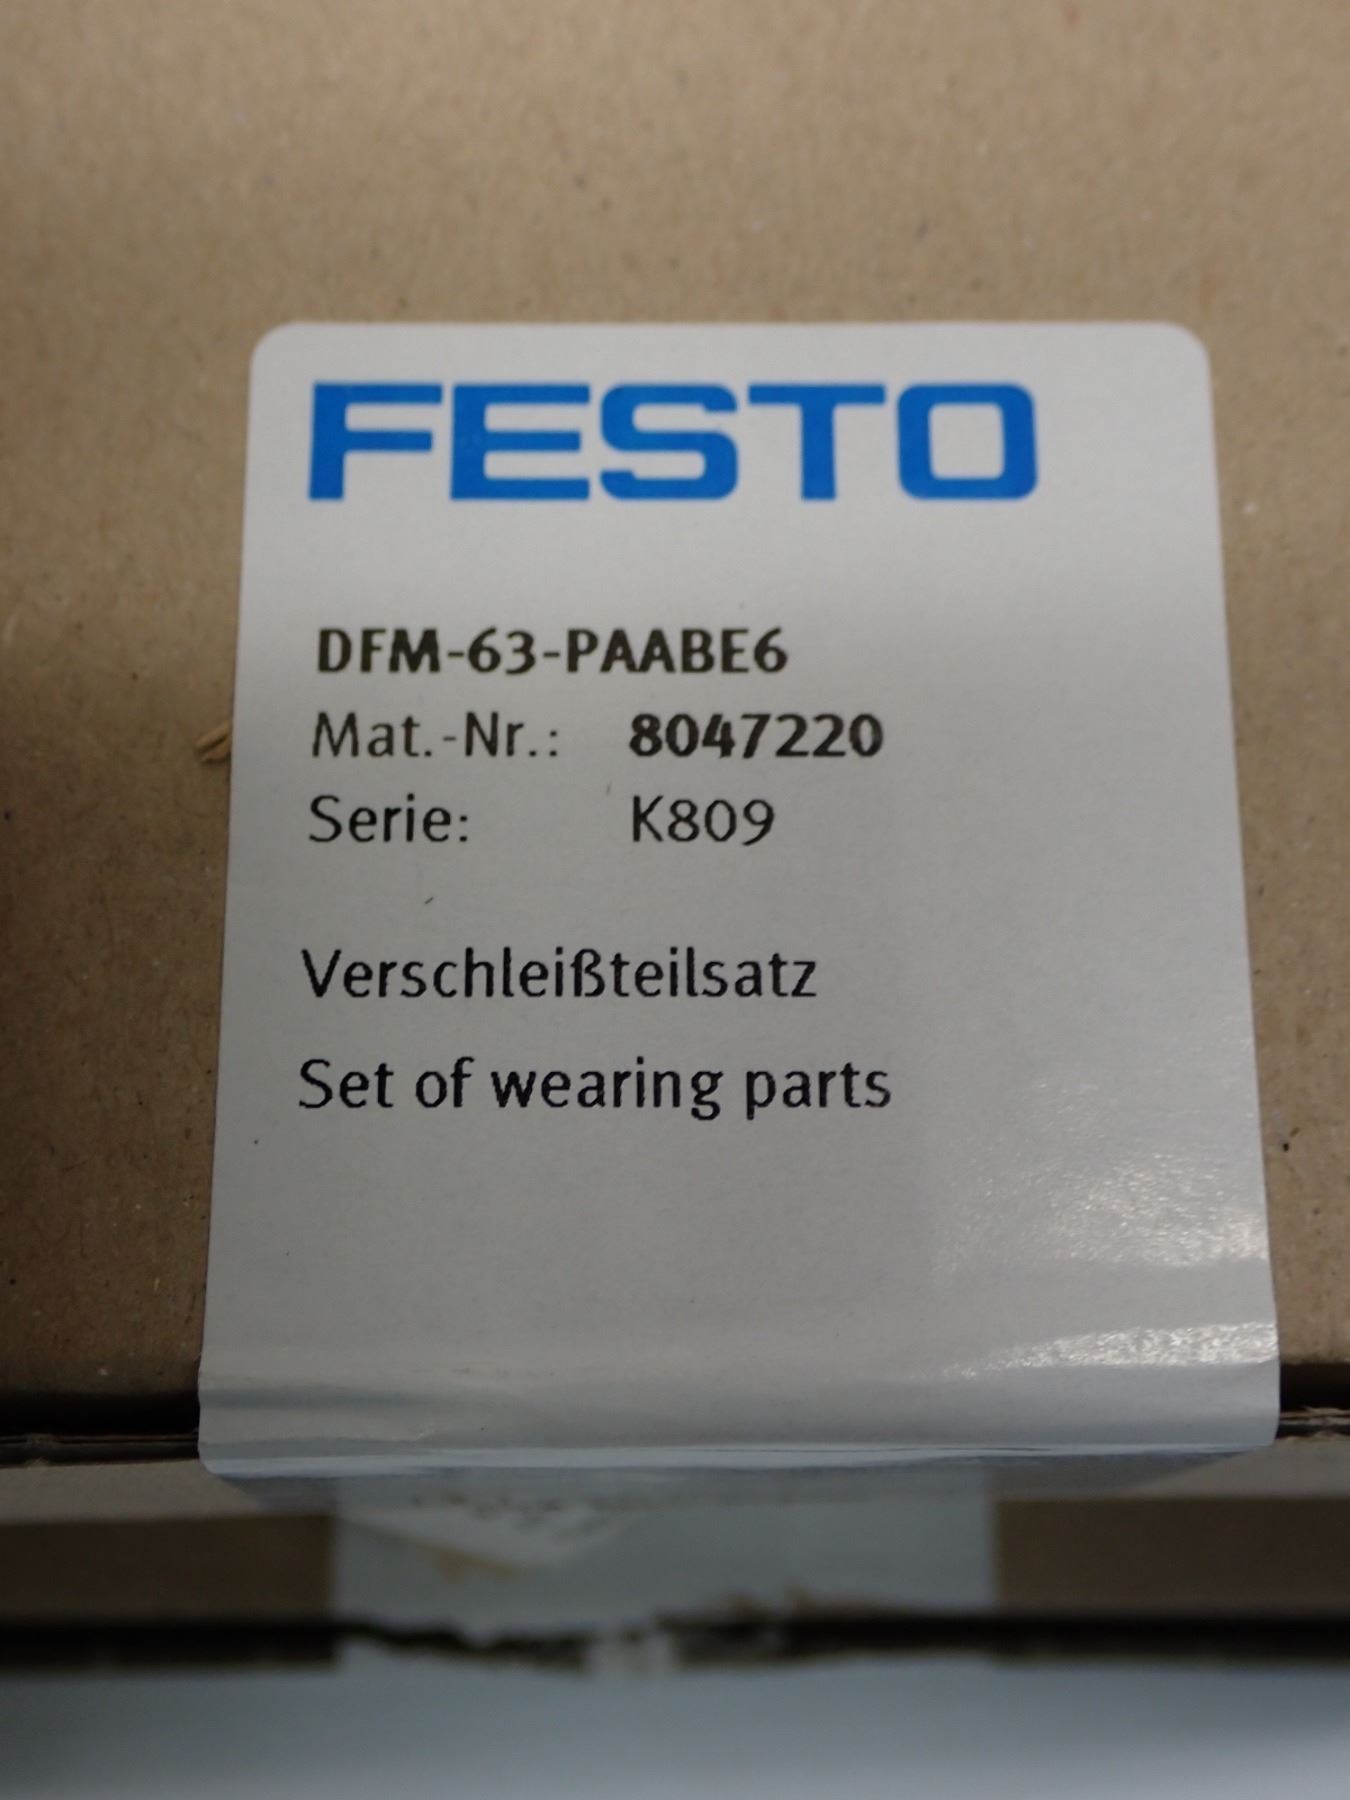 FESTO
DFM-63-PAABE6
Mat.-Nr.: 8047220
Serie: K809
Verschleißteilsatz
Set of wearing parts